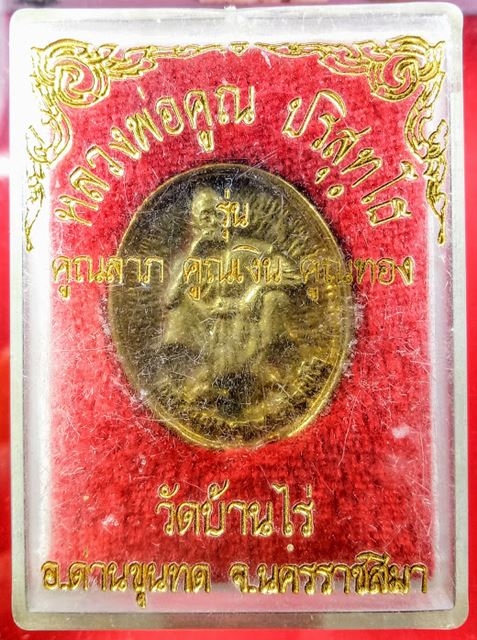 หลวงพ่อคูณ ปริสุทฺโธ
รุ่น
คูณลาภ คูณเงิน คูณทอง
วัดบ้านไร่
อ.ด่านขุนทด จ.นครราชสีมา